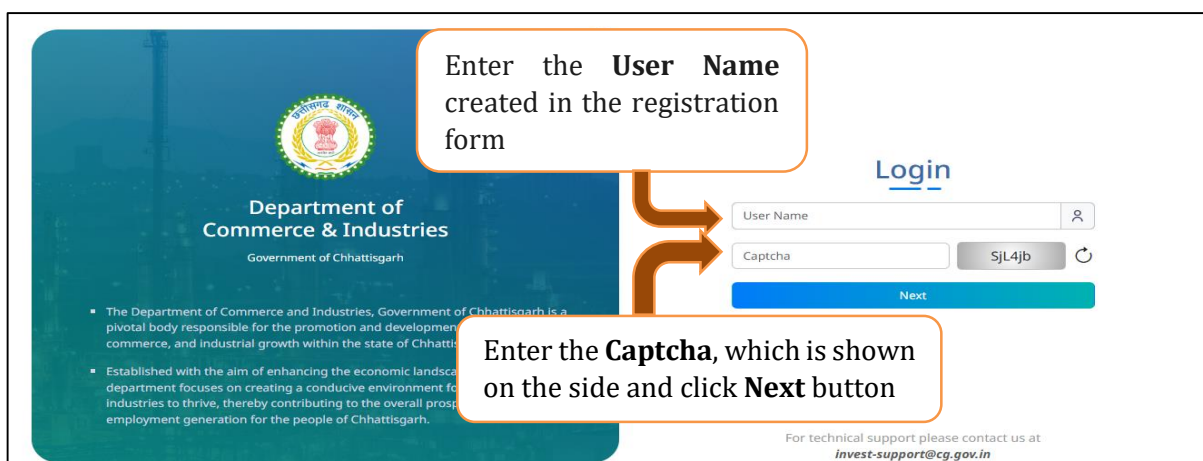 Enter the User Name
created in the registration
form
छत्तीसगढ़ शासन
Department of
Commerce & Industries
Government of Chhattisgarh
▪ The Department of Commerce and Industries, Government of Chhattisgarh is a
pivotal body responsible for the promotion and
commerce, and industrial growth within the state of
▪ Established with the aim of enhancing the economic
department focuses on creating a conducive environment
industries to thrive, thereby contributing to the overall
employment generation for the people of Chhattisgarh.
Login
User Name
Captcha
SjL4jb
Next
Enter the Captcha, which is shown
on the side and click Next button
For technical support please contact us at
invest-support@cg.gov.in